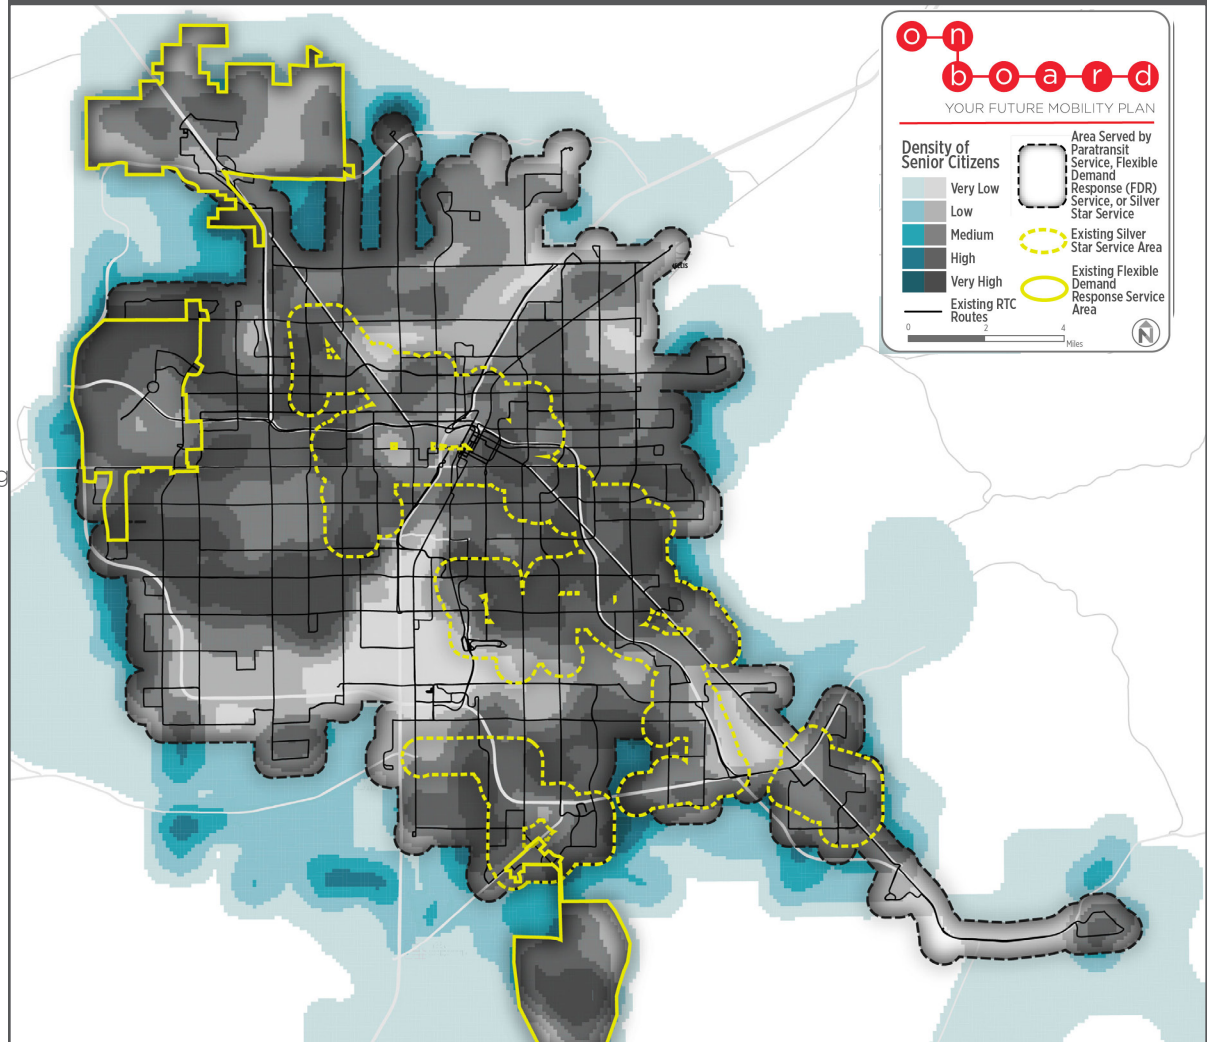 on
board
YOUR FUTURE MOBILITY PLAN
Density of
Senior Citizens
Very Low
Low
Medium
High
Very High
Existing RTC
Routes
0 2 4
Miles
Area Served by
Paratransit
Service, Flexible
Demand
Response (FDR)
Service, or Silver
Star Service
Existing Silver
Star Service Area
Existing Flexible
Demand
Response Service
Area
N
g